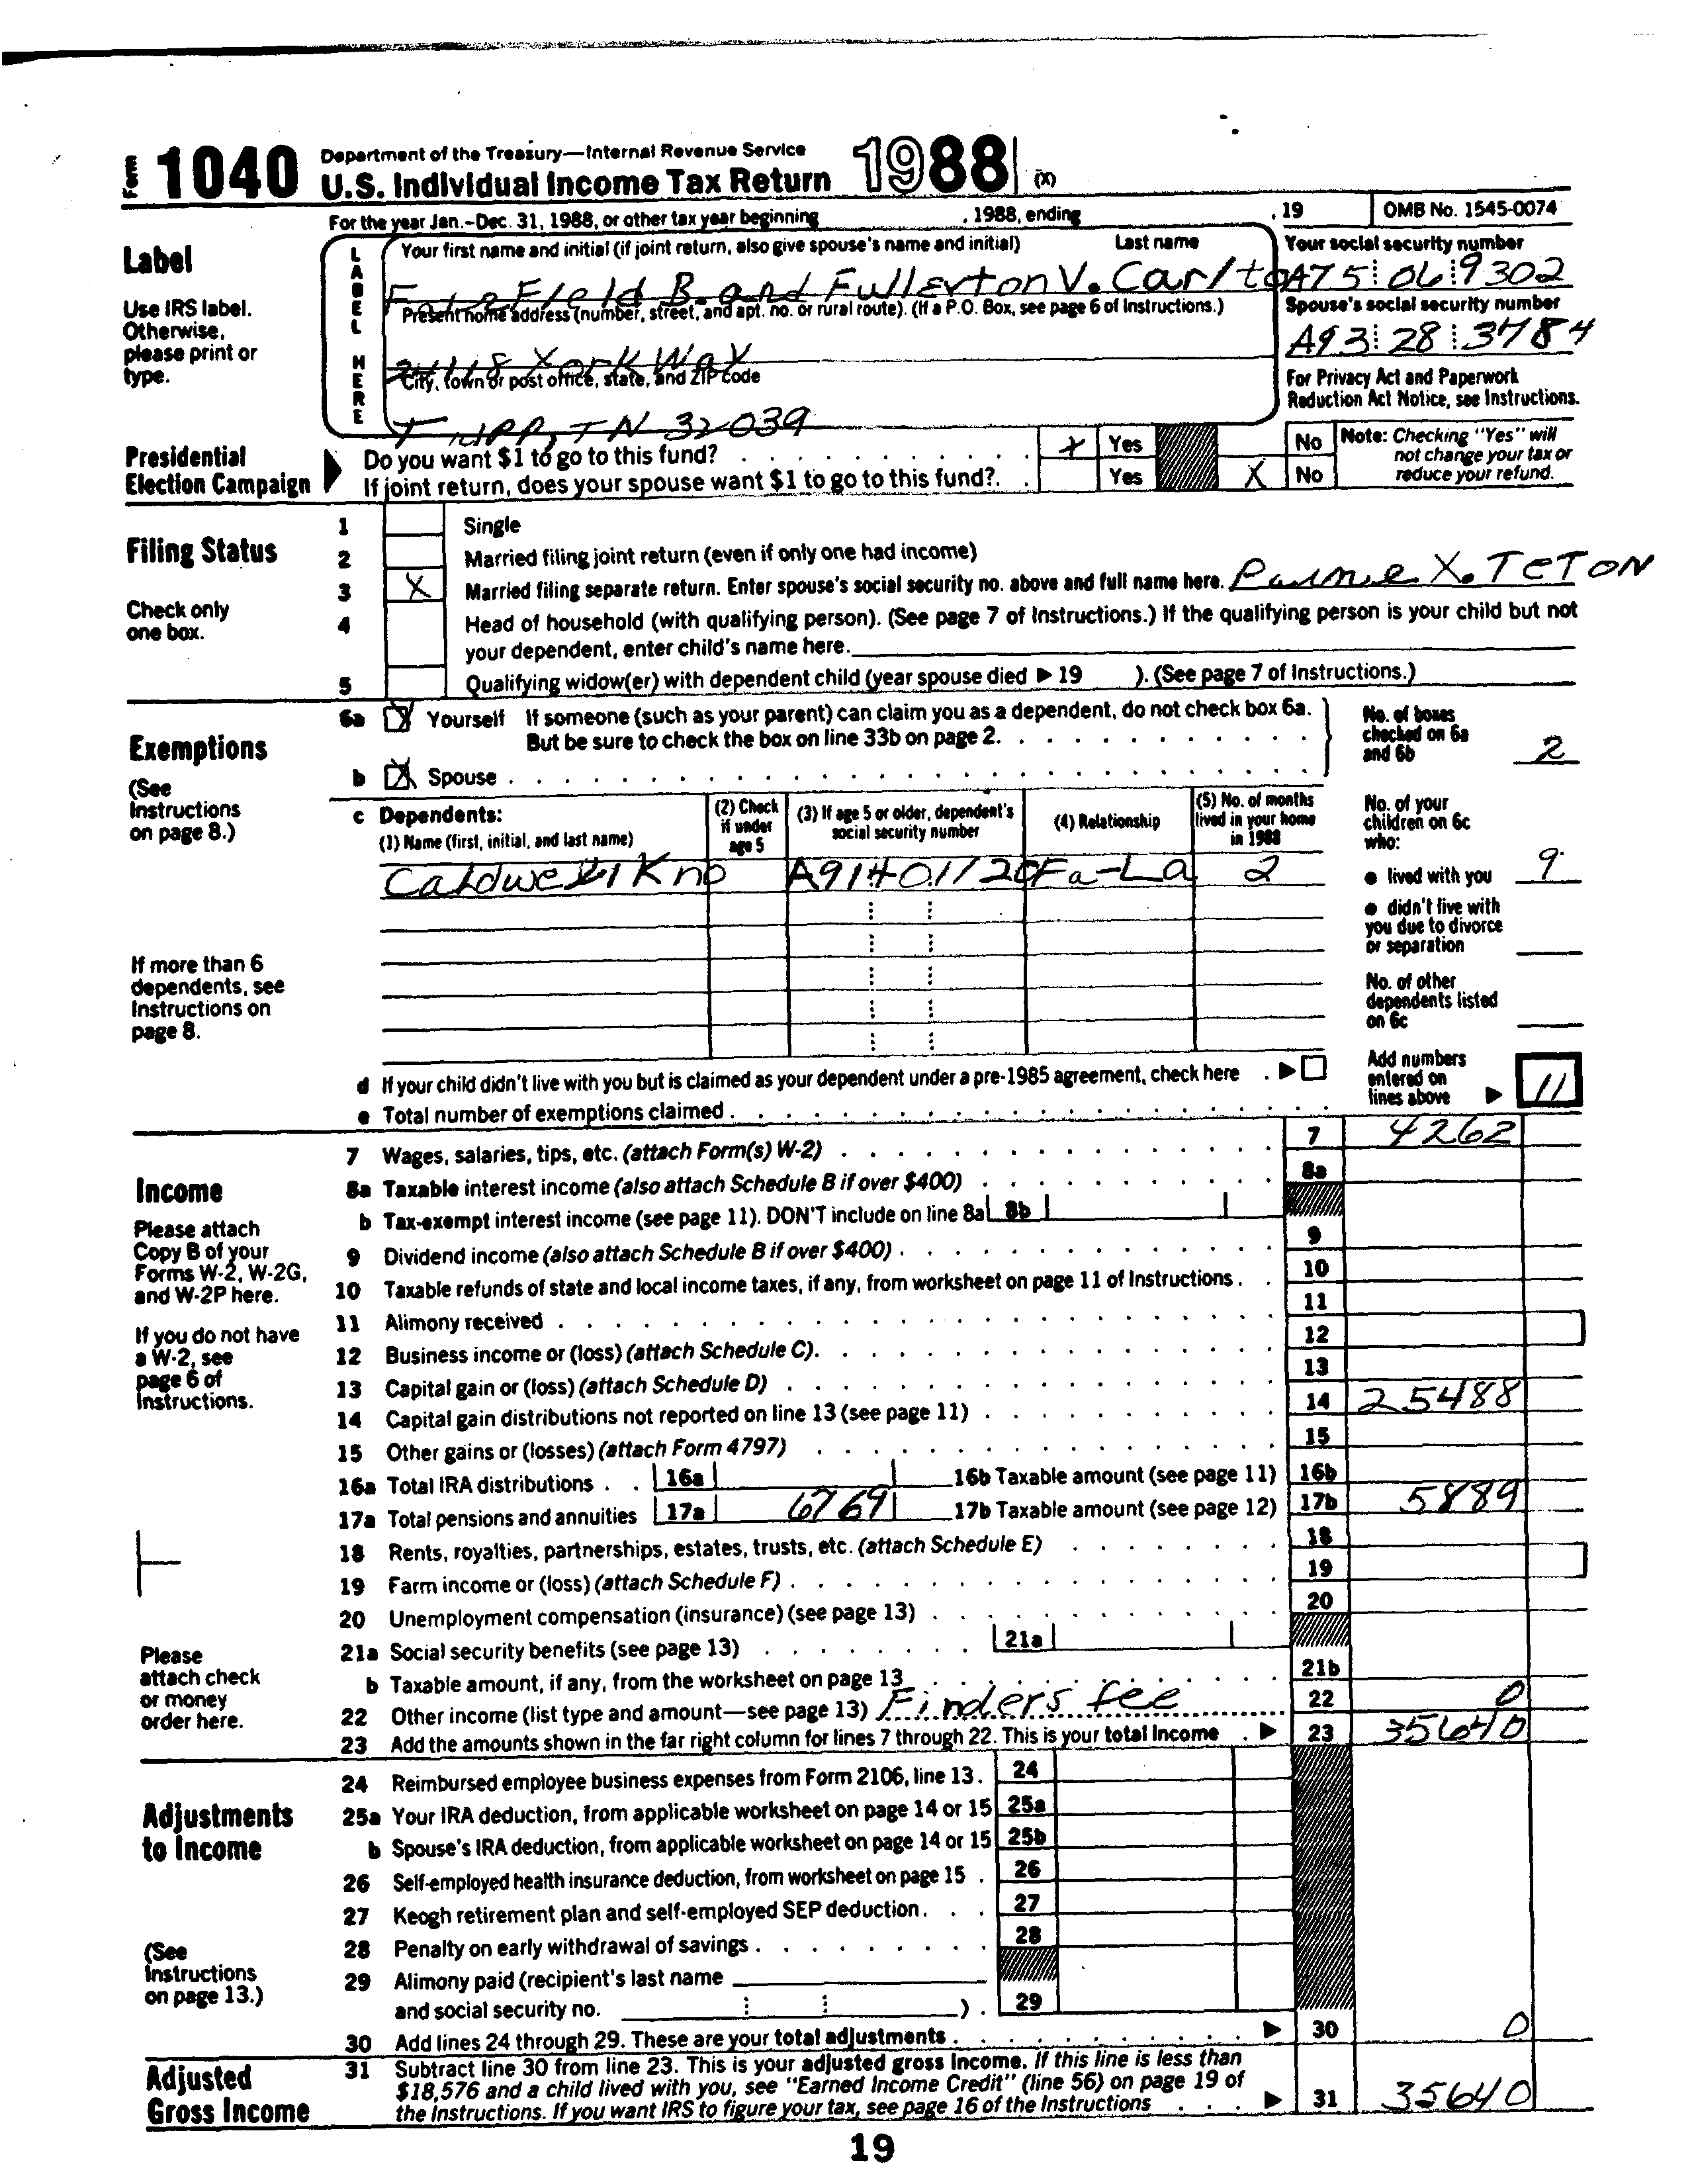 Form 1040 Department of the Treasury—Internal Revenue Service
U.S. Individual Income Tax Return 1988 (X)
For the year Jan.–Dec. 31, 1988, or other tax year beginning , 1988, ending , 19 OMB No. 1545-0074
Label
Use IRS label. Otherwise, please print or type.
LABEL HERE
Your first name and initial (if joint return, also give spouse's name and initial) Last name
B. and Fullerton V. Carlto
Your social security number
A75 06 9302
Present home address (number, street, and apt. no. or rural route). (If a P.O. Box, see page 6 of Instructions.)
York Way
Spouse's social security number
A93 28 3784
City, town or post office, state, and ZIP code
TN 32039
For Privacy Act and Paperwork Reduction Act Notice, see Instructions.
Presidential Election Campaign
Do you want $1 to go to this fund? X Yes No
If joint return, does your spouse want $1 to go to this fund?. Yes X No
Note: Checking "Yes" will not change your tax or reduce your refund.
Filing Status
Check only one box.
1 Single
2 Married filing joint return (even if only one had income)
3 X Married filing separate return. Enter spouse's social security no. above and full name here. X. TETON
4 Head of household (with qualifying person). (See page 7 of Instructions.) If the qualifying person is your child but not
your dependent, enter child's name here.
5 Qualifying widow(er) with dependent child (year spouse died ▶ 19 ). (See page 7 of Instructions.)
Exemptions
(See Instructions on page 8.)
6a X Yourself If someone (such as your parent) can claim you as a dependent, do not check box 6a.
But be sure to check the box on line 33b on page 2.
b X Spouse
No. of boxes checked on 6a and 6b 2
c Dependents:
(1) Name (first, initial, and last name)
(2) Check if under age 5
(3) If age 5 or older, dependent's social security number
(4) Relationship
(5) No. of months lived in your home in 1988
Kno A91 40 1120 Fa-La 2
No. of your children on 6c who:
● lived with you 9
● didn't live with you due to divorce or separation
No. of other dependents listed on 6c
If more than 6 dependents, see Instructions on page 8.
d If your child didn't live with you but is claimed as your dependent under a pre-1985 agreement, check here . ▶
e Total number of exemptions claimed
Add numbers entered on lines above ▶ 11
Income
Please attach Copy B of your Forms W-2, W-2G, and W-2P here.
If you do not have a W-2, see page 6 of Instructions.
7 Wages, salaries, tips, etc. (attach Form(s) W-2) 7 4262
8a Taxable interest income (also attach Schedule B if over $400) 8a
b Tax-exempt interest income (see page 11). DON'T include on line 8a 8b
9 Dividend income (also attach Schedule B if over $400) 9
10 Taxable refunds of state and local income taxes, if any, from worksheet on page 11 of Instructions 10
11 Alimony received 11
12 Business income or (loss) (attach Schedule C). 12
13 Capital gain or (loss) (attach Schedule D) 13
14 Capital gain distributions not reported on line 13 (see page 11) 14 25488
15 Other gains or (losses) (attach Form 4797) 15
16a Total IRA distributions 16a 16b Taxable amount (see page 11) 16b
17a Total pensions and annuities 17a 6769 17b Taxable amount (see page 12) 17b 5889
18 Rents, royalties, partnerships, estates, trusts, etc. (attach Schedule E) 18
19 Farm income or (loss) (attach Schedule F) 19
20 Unemployment compensation (insurance) (see page 13) 20
21a Social security benefits (see page 13) 21a
b Taxable amount, if any, from the worksheet on page 13 21b
Please attach check or money order here.
22 Other income (list type and amount—see page 13) Finders fee 22 0
23 Add the amounts shown in the far right column for lines 7 through 22. This is your total income ▶ 23 35640
Adjustments to Income
(See Instructions on page 13.)
24 Reimbursed employee business expenses from Form 2106, line 13. 24
25a Your IRA deduction, from applicable worksheet on page 14 or 15 25a
b Spouse's IRA deduction, from applicable worksheet on page 14 or 15 25b
26 Self-employed health insurance deduction, from worksheet on page 15 26
27 Keogh retirement plan and self-employed SEP deduction 27
28 Penalty on early withdrawal of savings 28
29 Alimony paid (recipient's last name
and social security no. ) . 29
30 Add lines 24 through 29. These are your total adjustments ▶ 30 0
Adjusted Gross Income
31 Subtract line 30 from line 23. This is your adjusted gross income. If this line is less than
$18,576 and a child lived with you, see "Earned Income Credit" (line 56) on page 19 of
the Instructions. If you want IRS to figure your tax, see page 16 of the Instructions ▶ 31 35640
19